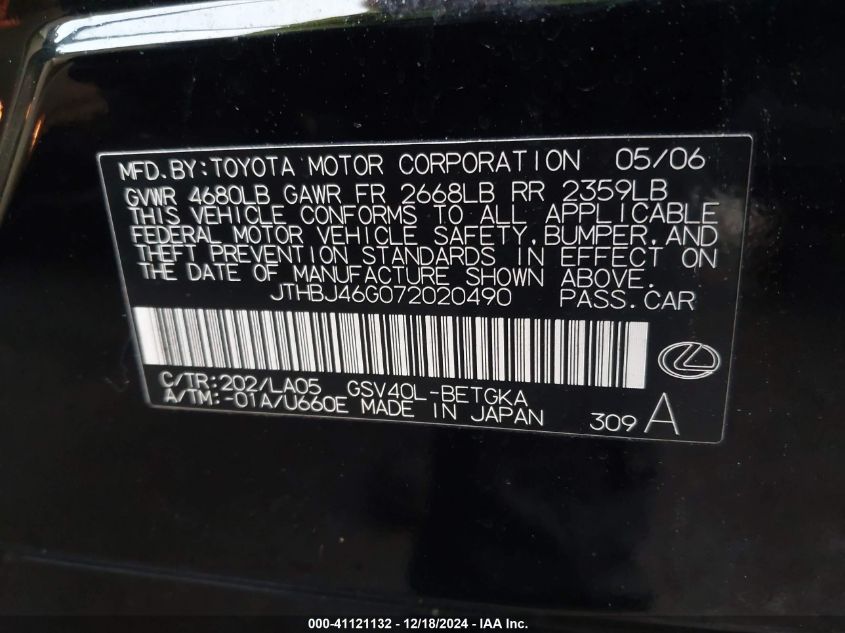 MFD. BY: TOYOTA MOTOR CORPORATION 05/06
GVWR 4680LB GAWR FR 2668LB RR 2359LB
THIS VEHICLE CONFORMS TO ALL APPLICABLE
FEDERAL MOTOR VEHICLE SAFETY, BUMPER, AND
THEFT PREVENTION STANDARDS IN EFFECT ON
THE DATE OF MANUFACTURE SHOWN ABOVE.
JTHBJ46G072020490 PASS. CAR
C/TR: 202/LA05 GSV40L-BETGKA
A/TM: -01A/U660E MADE IN JAPAN
309 A
000-41121132 - 12/18/2024 - IAA Inc.